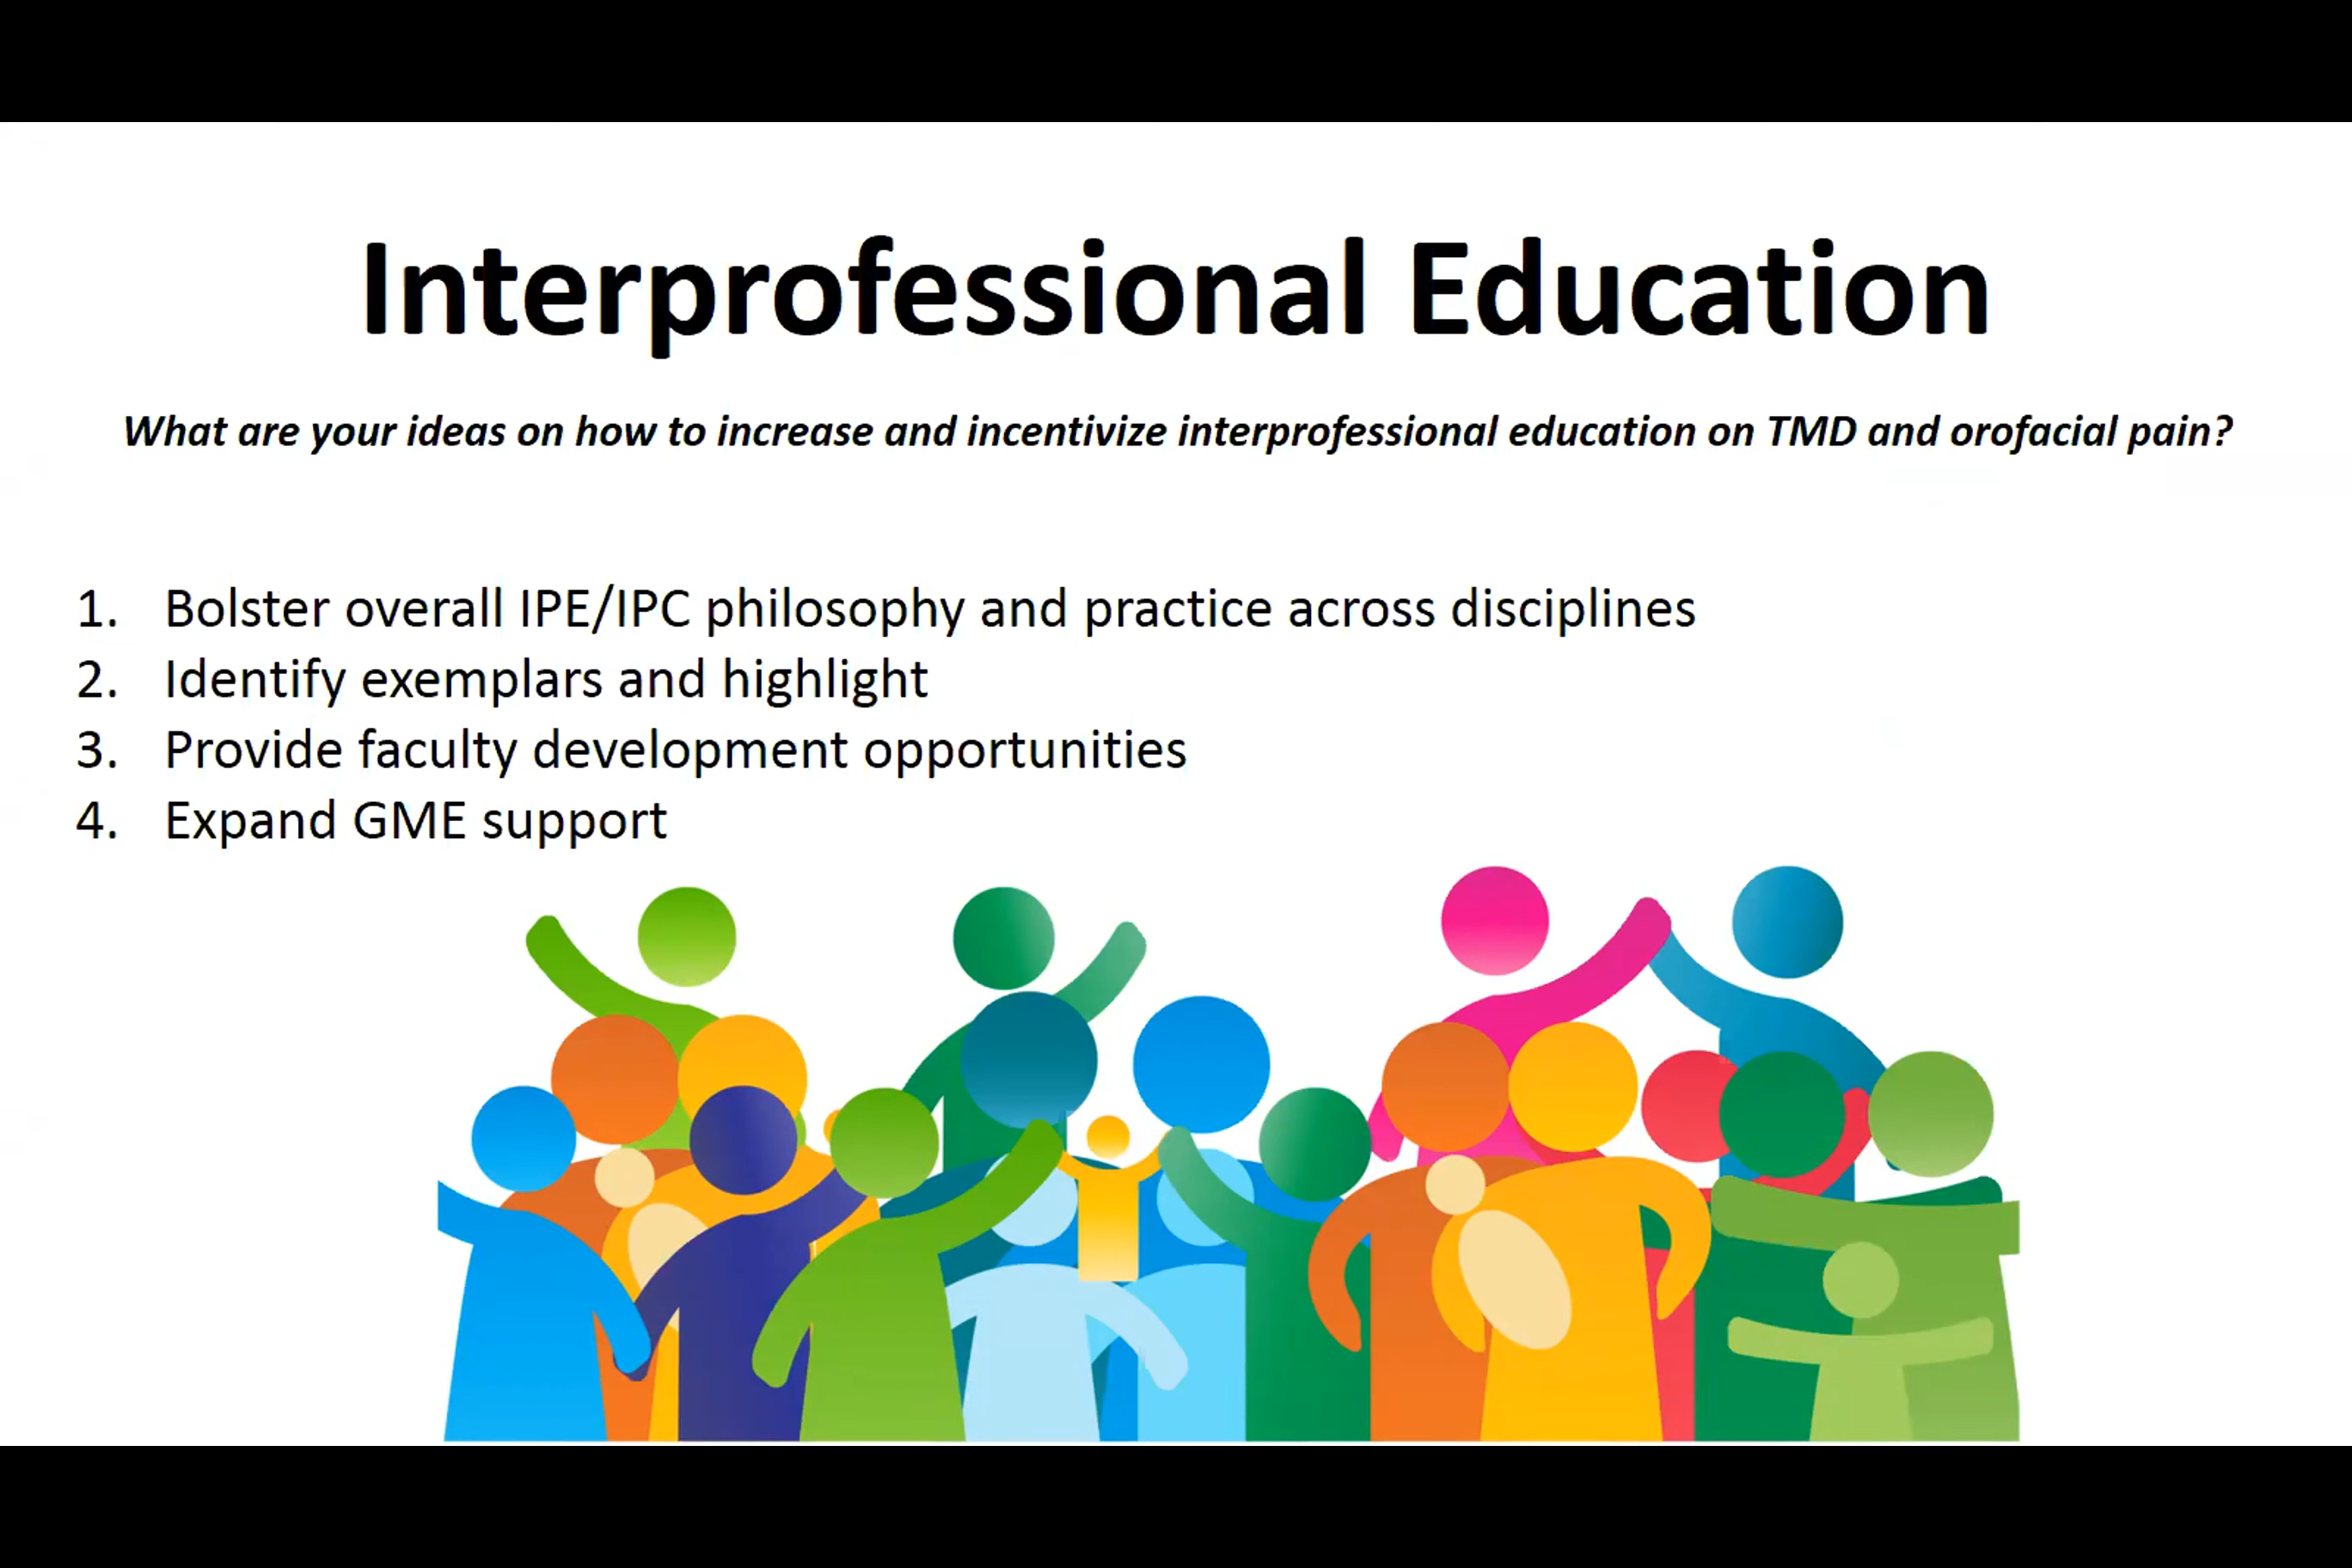 Interprofessional Education
What are your ideas on how to increase and incentivize interprofessional education on TMD and orofacial pain?
1. Bolster overall IPE/IPC philosophy and practice across disciplines
2. Identify exemplars and highlight
3. Provide faculty development opportunities
4. Expand GME support